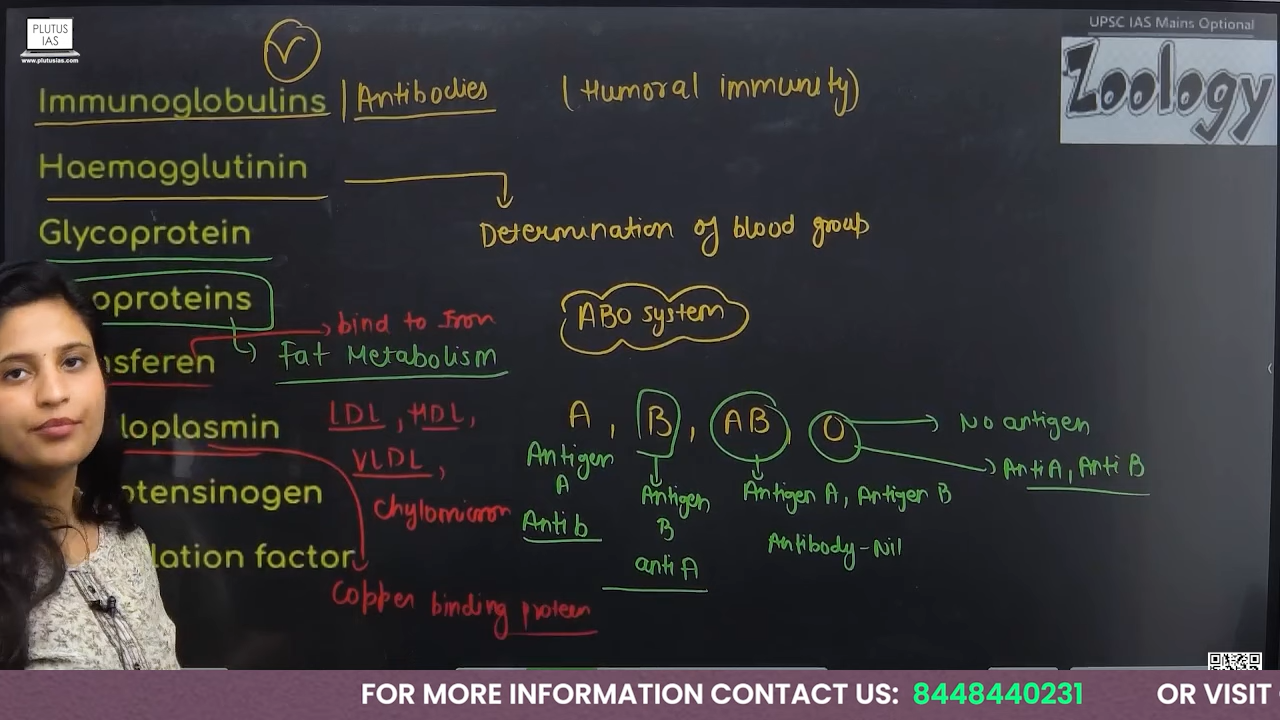 PLUTUS
IAS
www.plutusias.com
UPSC IAS Mains Optional
Zoology
Immunoglobulins | Antibodies (Humoral immunity)
Haemagglutinin
Determination of blood group
Glycoprotein
oproteins
ABO system
bind to Iron
nsferen
Fat Metabolism
loplasmin
LDL, HDL,
VLDL,
Chylomicron
A, B, AB, O
No antigen
Anti A, Anti B
Antigen
A
Anti b
Antigen
B
anti A
Antigen A, Antigen B
Antibody-Nil
otensinogen
lation factor
Copper binding protein
FOR MORE INFORMATION CONTACT US: 8448440231 OR VISIT